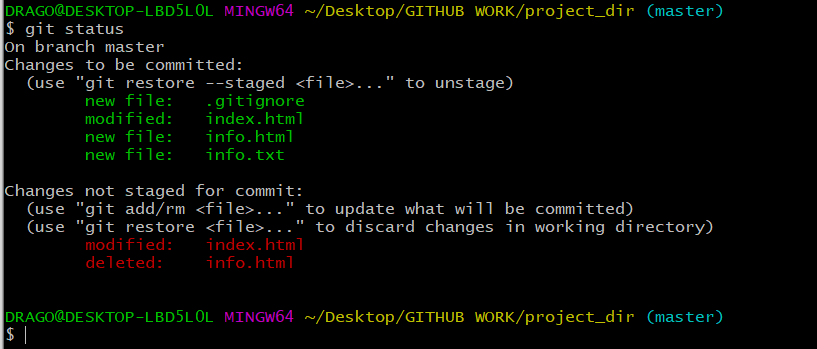 DRAGO@DESKTOP-LBD5L0L MINGW64 ~/Desktop/GITHUB WORK/project_dir (master)
$ git status
On branch master
Changes to be committed:
  (use "git restore --staged <file>..." to unstage)
        new file:   .gitignore
        modified:   index.html
        new file:   info.html
        new file:   info.txt

Changes not staged for commit:
  (use "git add/rm <file>..." to update what will be committed)
  (use "git restore <file>..." to discard changes in working directory)
        modified:   index.html
        deleted:    info.html

DRAGO@DESKTOP-LBD5L0L MINGW64 ~/Desktop/GITHUB WORK/project_dir (master)
$